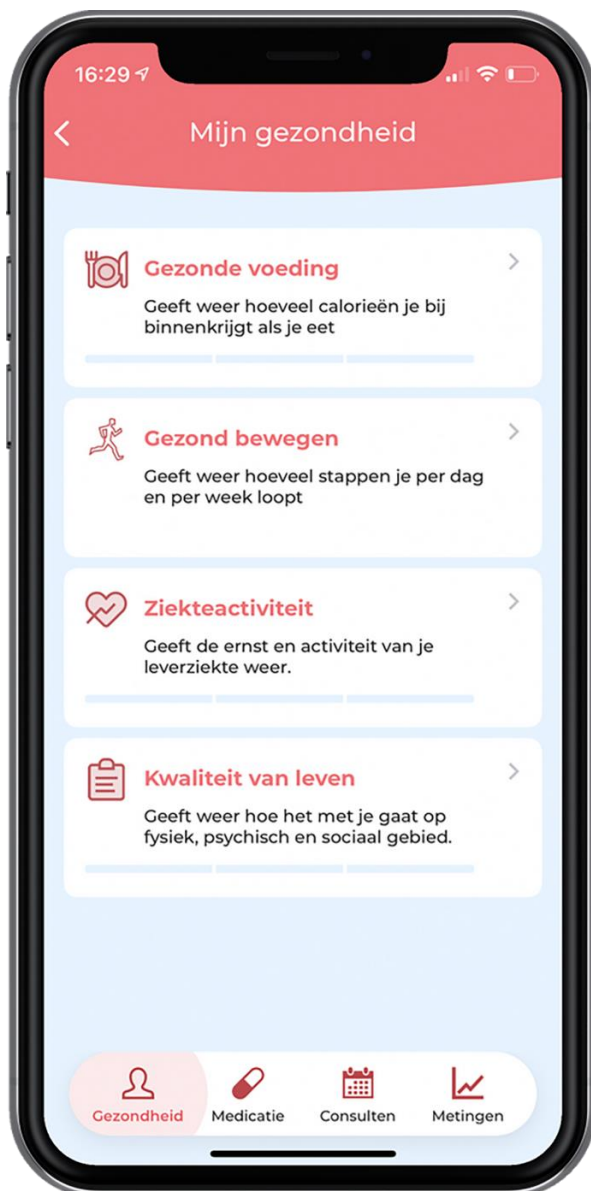 16:29
Mijn gezondheid
Gezonde voeding
Geeft weer hoeveel calorieën je bij
binnenkrijgt als je eet
Gezond bewegen
Geeft weer hoeveel stappen je per dag
en per week loopt
Ziekteactiviteit
Geeft de ernst en activiteit van je
leverziekte weer.
Kwaliteit van leven
Geeft weer hoe het met je gaat op
fysiek, psychisch en sociaal gebied.
Gezondheid Medicatie Consulten Metingen